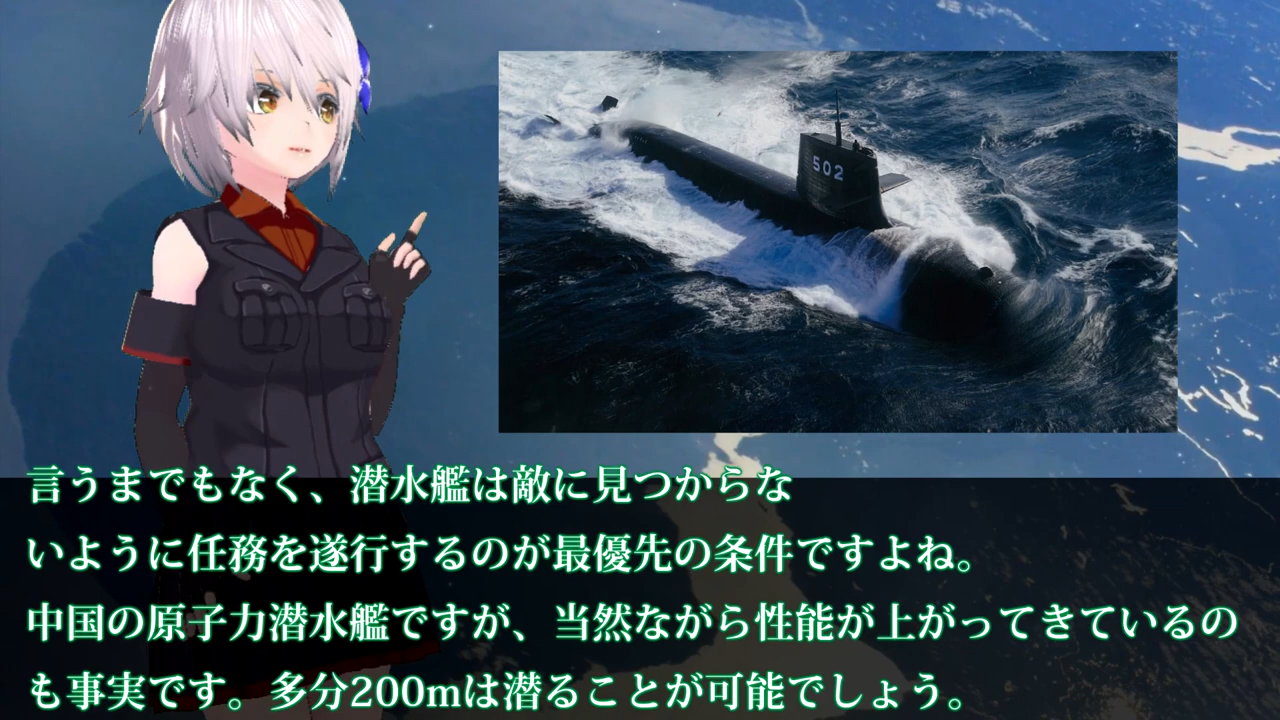 502
言うまでもなく、潜水艦は敵に見つからな
いように任務を遂行するのが最優先の条件ですよね。
中国の原子力潜水艦ですが、当然ながら性能が上がってきているの
も事実です。多分200mは潜ることが可能でしょう。